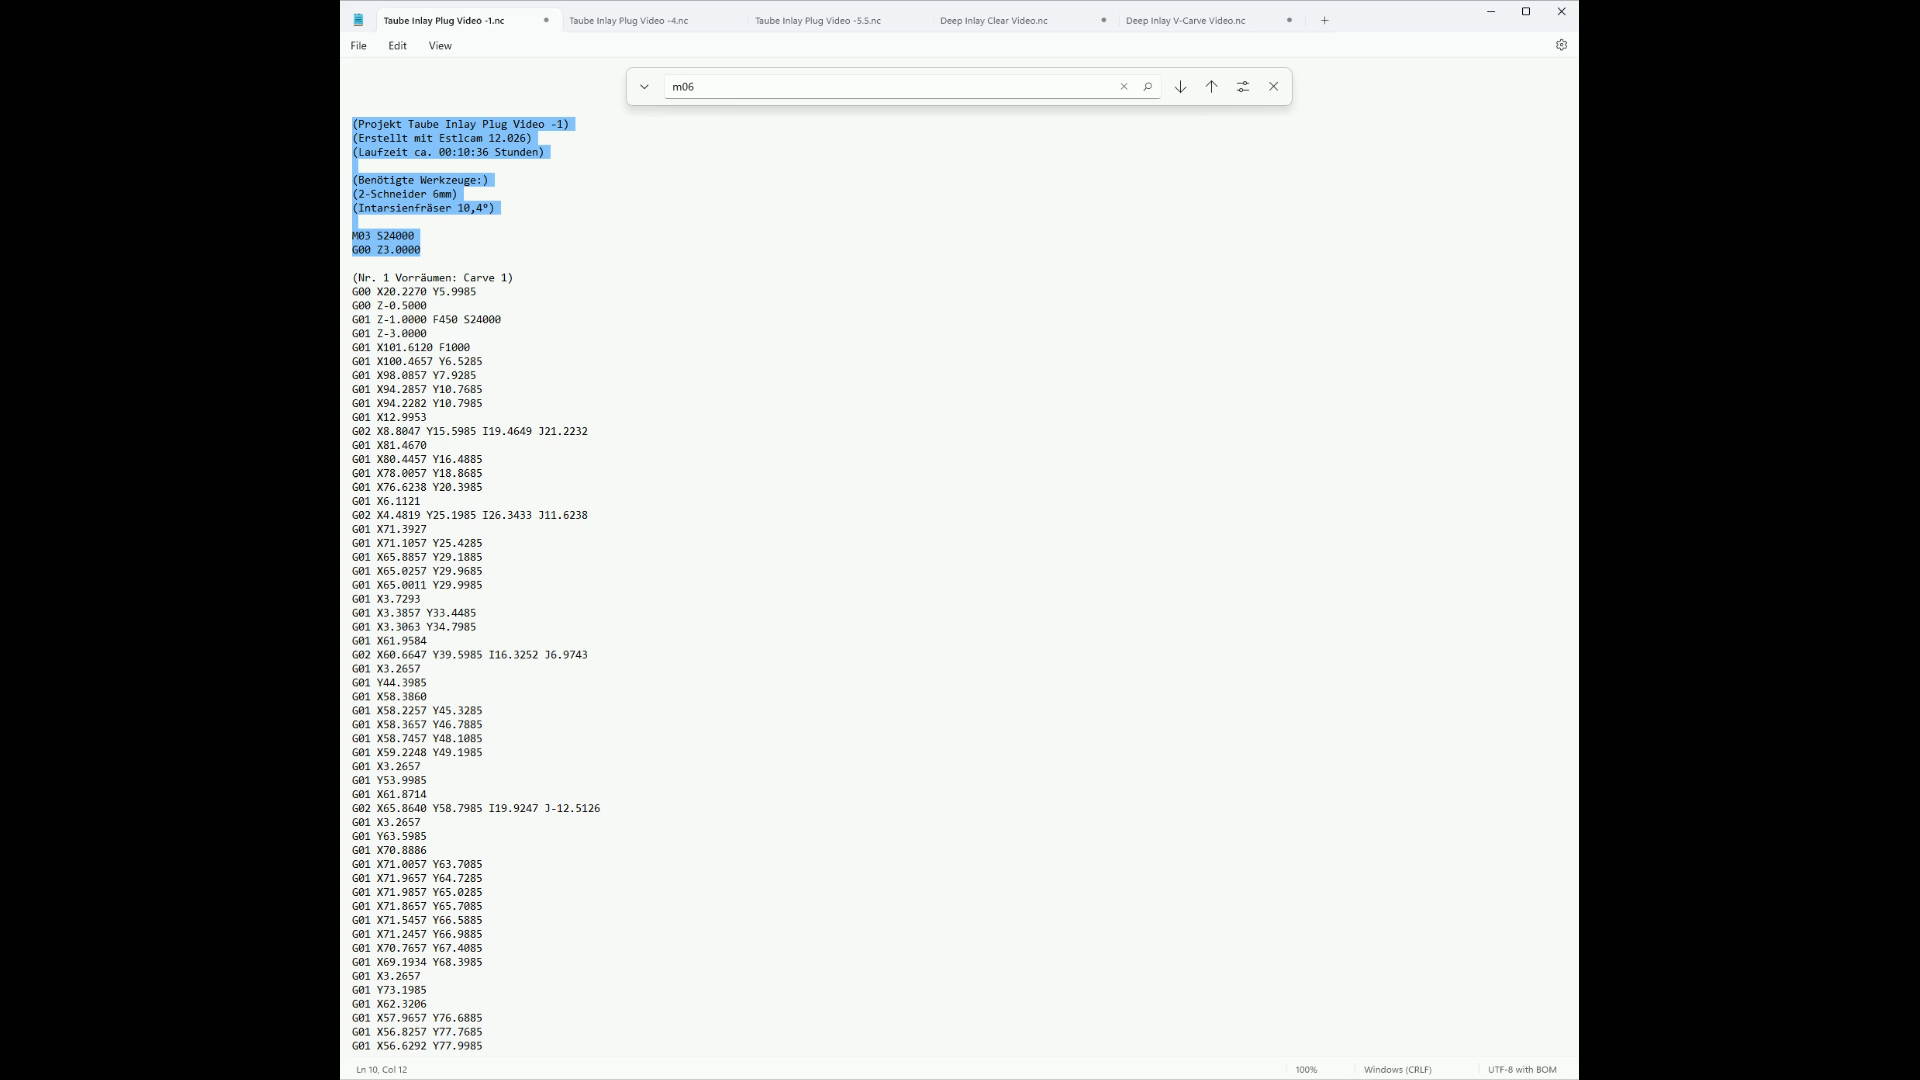 Taube Inlay Plug Video -1.nc
Taube Inlay Plug Video -4.nc
Taube Inlay Plug Video -5.5.nc
Deep Inlay Clear Video.nc
Deep Inlay V-Carve Video.nc
File Edit View
m06
(Projekt Taube Inlay Plug Video -1)
(Erstellt mit Estlcam 12.026)
(Laufzeit ca. 00:10:36 Stunden)
(Benötigte Werkzeuge:)
(2-Schneider 6mm)
(Intarsienfräser 10,4°)
M03 S24000
G00 Z3.0000
(Nr. 1 Vorräumen: Carve 1)
G00 X20.2270 Y5.9985
G00 Z-0.5000
G01 Z-1.0000 F450 S24000
G01 Z-3.0000
G01 X101.6120 F1000
G01 X100.4657 Y6.5285
G01 X98.0857 Y7.9285
G01 X94.2857 Y10.7685
G01 X94.2282 Y10.7985
G01 X12.9953
G02 X8.8047 Y15.5985 I19.4649 J21.2232
G01 X81.4670
G01 X80.4457 Y16.4885
G01 X78.0057 Y18.8685
G01 X76.6238 Y20.3985
G01 X6.1121
G02 X4.4819 Y25.1985 I26.3433 J11.6238
G01 X71.3927
G01 X71.1057 Y25.4285
G01 X65.8857 Y29.1885
G01 X65.0257 Y29.9685
G01 X65.0011 Y29.9985
G01 X3.7293
G01 X3.3857 Y33.4485
G01 X3.3063 Y34.7985
G01 X61.9584
G02 X60.6647 Y39.5985 I16.3252 J6.9743
G01 X3.2657
G01 Y44.3985
G01 X58.3860
G01 X58.2257 Y45.3285
G01 X58.3657 Y46.7885
G01 X58.7457 Y48.1085
G01 X59.2248 Y49.1985
G01 X3.2657
G01 Y53.9985
G01 X61.8714
G02 X65.8640 Y58.7985 I19.9247 J-12.5126
G01 X3.2657
G01 Y63.5985
G01 X70.8886
G01 X71.0057 Y63.7085
G01 X71.9657 Y64.7285
G01 X71.9857 Y65.0285
G01 X71.8657 Y65.7085
G01 X71.5457 Y66.5885
G01 X71.2457 Y66.9885
G01 X70.7657 Y67.4085
G01 X69.1934 Y68.3985
G01 X3.2657
G01 Y73.1985
G01 X62.3206
G01 X57.9657 Y76.6885
G01 X56.8257 Y77.7685
G01 X56.6292 Y77.9985
Ln 10, Col 12
100%
Windows (CRLF)
UTF-8 with BOM